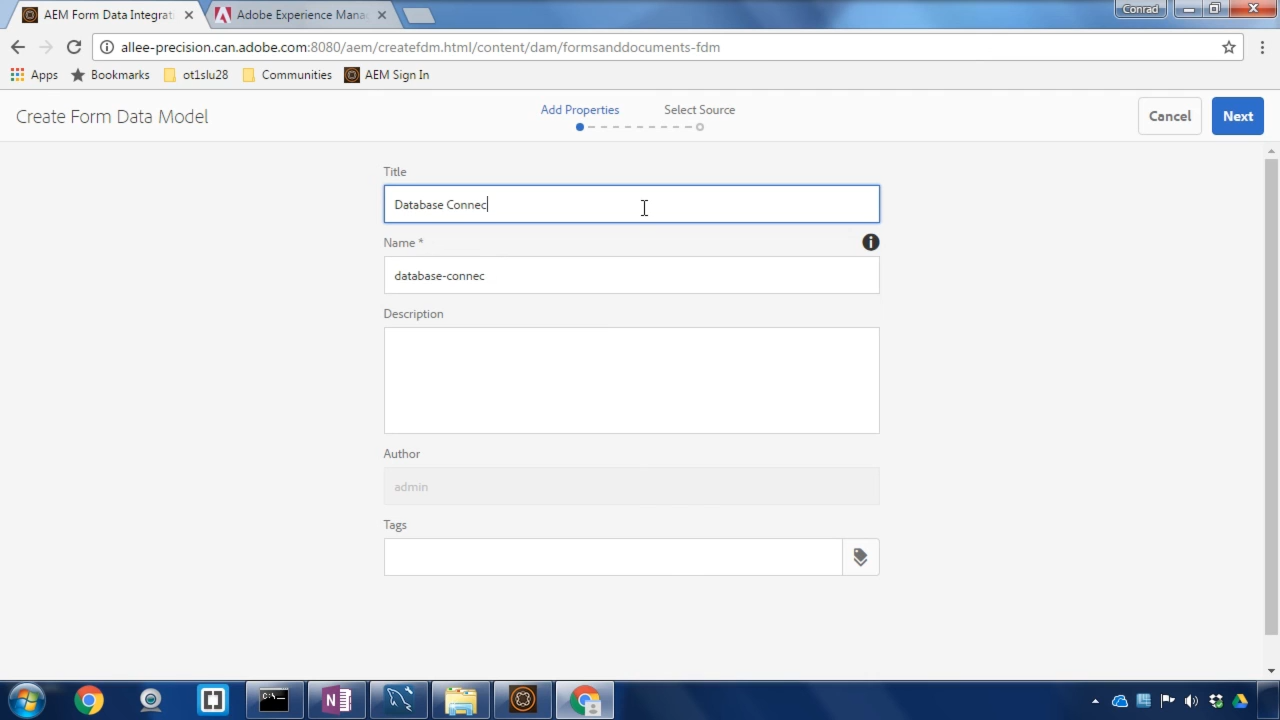 AEM Form Data Integrat
Adobe Experience Mana
Conrad
allee-precision.can.adobe.com:8080/aem/createfdm.html/content/dam/formsanddocuments-fdm
Apps
Bookmarks
ot1slu28
Communities
AEM Sign In
Create Form Data Model
Add Properties
Select Source
Cancel
Next
Title
Database Connec
Name *
database-connec
Description
Author
admin
Tags